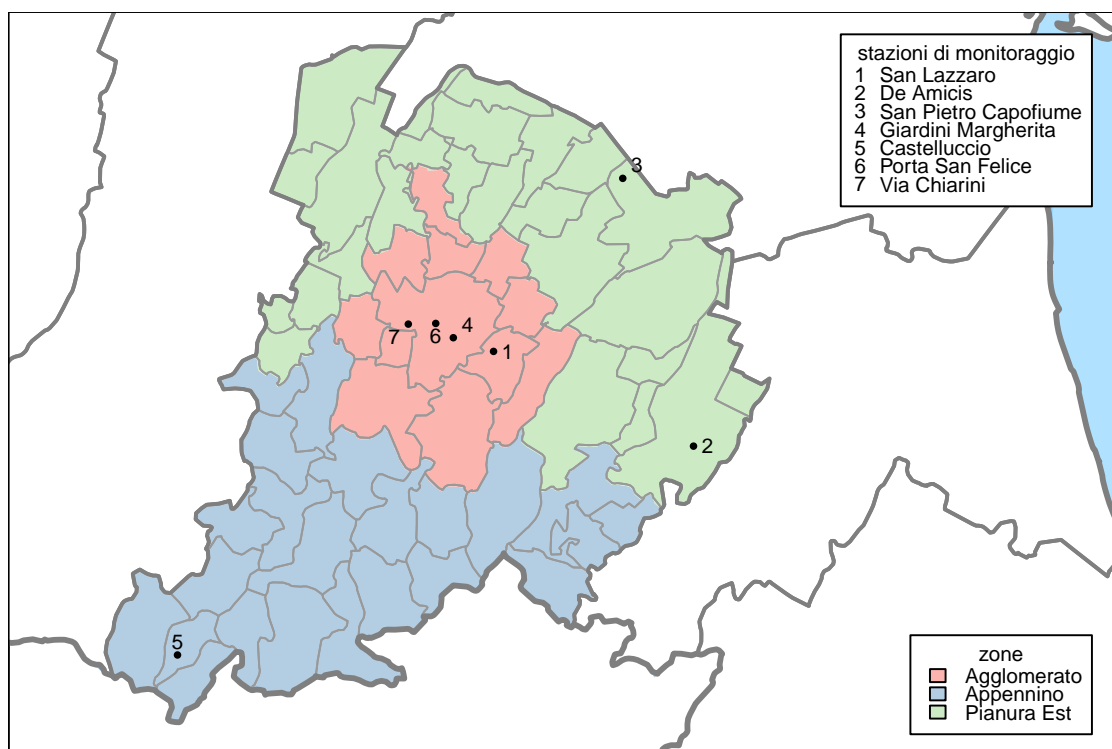 stazioni di monitoraggio
1 San Lazzaro
2 De Amicis
3 San Pietro Capofiume
4 Giardini Margherita
5 Castelluccio
6 Porta San Felice
7 Via Chiarini
3
7
6
4
1
2
5
zone
Agglomerato
Appennino
Pianura Est